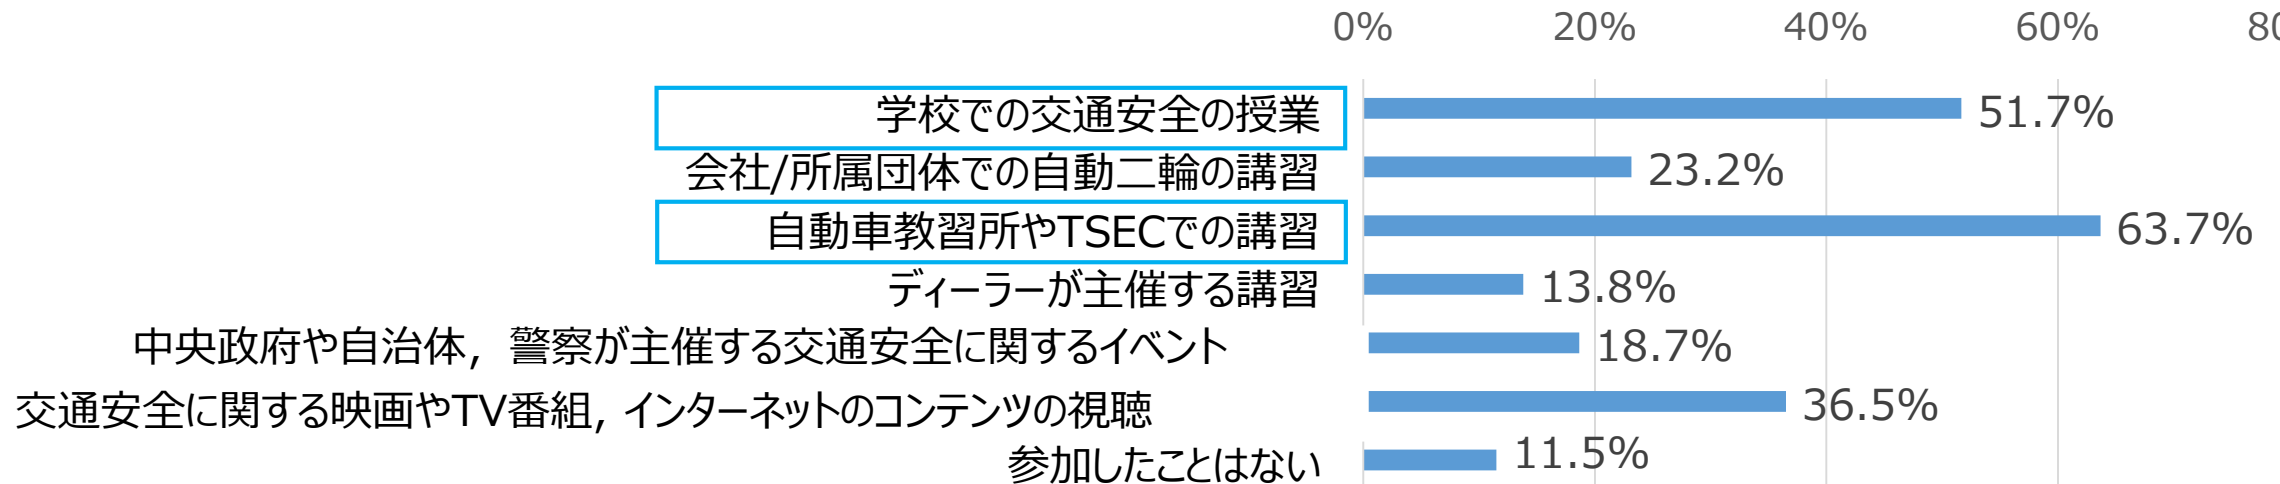 0% 20% 40% 60% 80
学校での交通安全の授業 51.7%
会社/所属団体での自動二輪の講習 23.2%
自動車教習所やTSECでの講習 63.7%
ディーラーが主催する講習 13.8%
中央政府や自治体, 警察が主催する交通安全に関するイベント 18.7%
交通安全に関する映画やTV番組, インターネットのコンテンツの視聴 36.5%
参加したことはない 11.5%